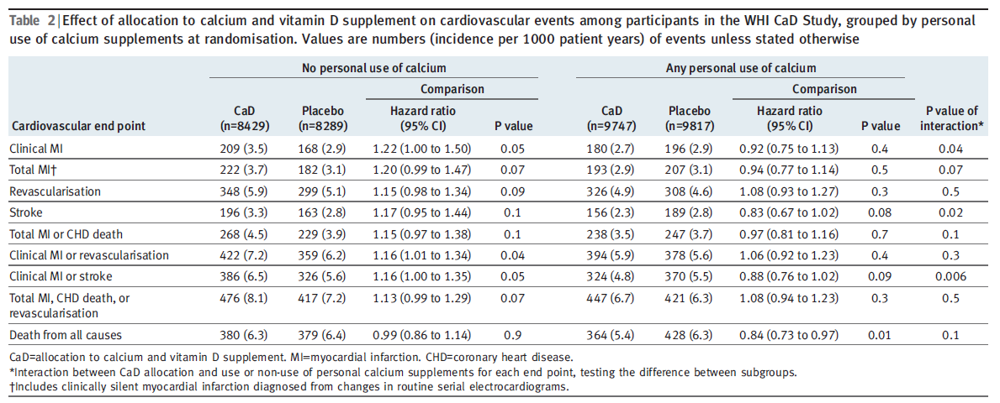 Table 2|Effect of allocation to calcium and vitamin D supplement on cardiovascular events among participants in the WHI CaD Study, grouped by personal
use of calcium supplements at randomisation. Values are numbers (incidence per 1000 patient years) of events unless stated otherwise
No personal use of calcium Any personal use of calcium
Comparison Comparison
Cardiovascular end point CaD (n=8429) Placebo (n=8289) Hazard ratio (95% CI) P value CaD (n=9747) Placebo (n=9817) Hazard ratio (95% CI) P value P value of interaction*
Clinical MI 209 (3.5) 168 (2.9) 1.22 (1.00 to 1.50) 0.05 180 (2.7) 196 (2.9) 0.92 (0.75 to 1.13) 0.4 0.04
Total MI† 222 (3.7) 182 (3.1) 1.20 (0.99 to 1.47) 0.07 193 (2.9) 207 (3.1) 0.94 (0.77 to 1.14) 0.5 0.07
Revascularisation 348 (5.9) 299 (5.1) 1.15 (0.98 to 1.34) 0.09 326 (4.9) 308 (4.6) 1.08 (0.93 to 1.27) 0.3 0.5
Stroke 196 (3.3) 163 (2.8) 1.17 (0.95 to 1.44) 0.1 156 (2.3) 189 (2.8) 0.83 (0.67 to 1.02) 0.08 0.02
Total MI or CHD death 268 (4.5) 229 (3.9) 1.15 (0.97 to 1.38) 0.1 238 (3.5) 247 (3.7) 0.97 (0.81 to 1.16) 0.7 0.1
Clinical MI or revascularisation 422 (7.2) 359 (6.2) 1.16 (1.01 to 1.34) 0.04 394 (5.9) 378 (5.6) 1.06 (0.92 to 1.23) 0.4 0.3
Clinical MI or stroke 386 (6.5) 326 (5.6) 1.16 (1.00 to 1.35) 0.05 324 (4.8) 370 (5.5) 0.88 (0.76 to 1.02) 0.09 0.006
Total MI, CHD death, or 476 (8.1) 417 (7.2) 1.13 (0.99 to 1.29) 0.07 447 (6.7) 421 (6.3) 1.08 (0.94 to 1.23) 0.3 0.5
revascularisation
Death from all causes 380 (6.3) 379 (6.4) 0.99 (0.86 to 1.14) 0.9 364 (5.4) 428 (6.3) 0.84 (0.73 to 0.97) 0.01 0.1
CaD=allocation to calcium and vitamin D supplement. MI=myocardial infarction. CHD=coronary heart disease.
*Interaction between CaD allocation and use or non-use of personal calcium supplements for each end point, testing the difference between subgroups.
†Includes clinically silent myocardial infarction diagnosed from changes in routine serial electrocardiograms.